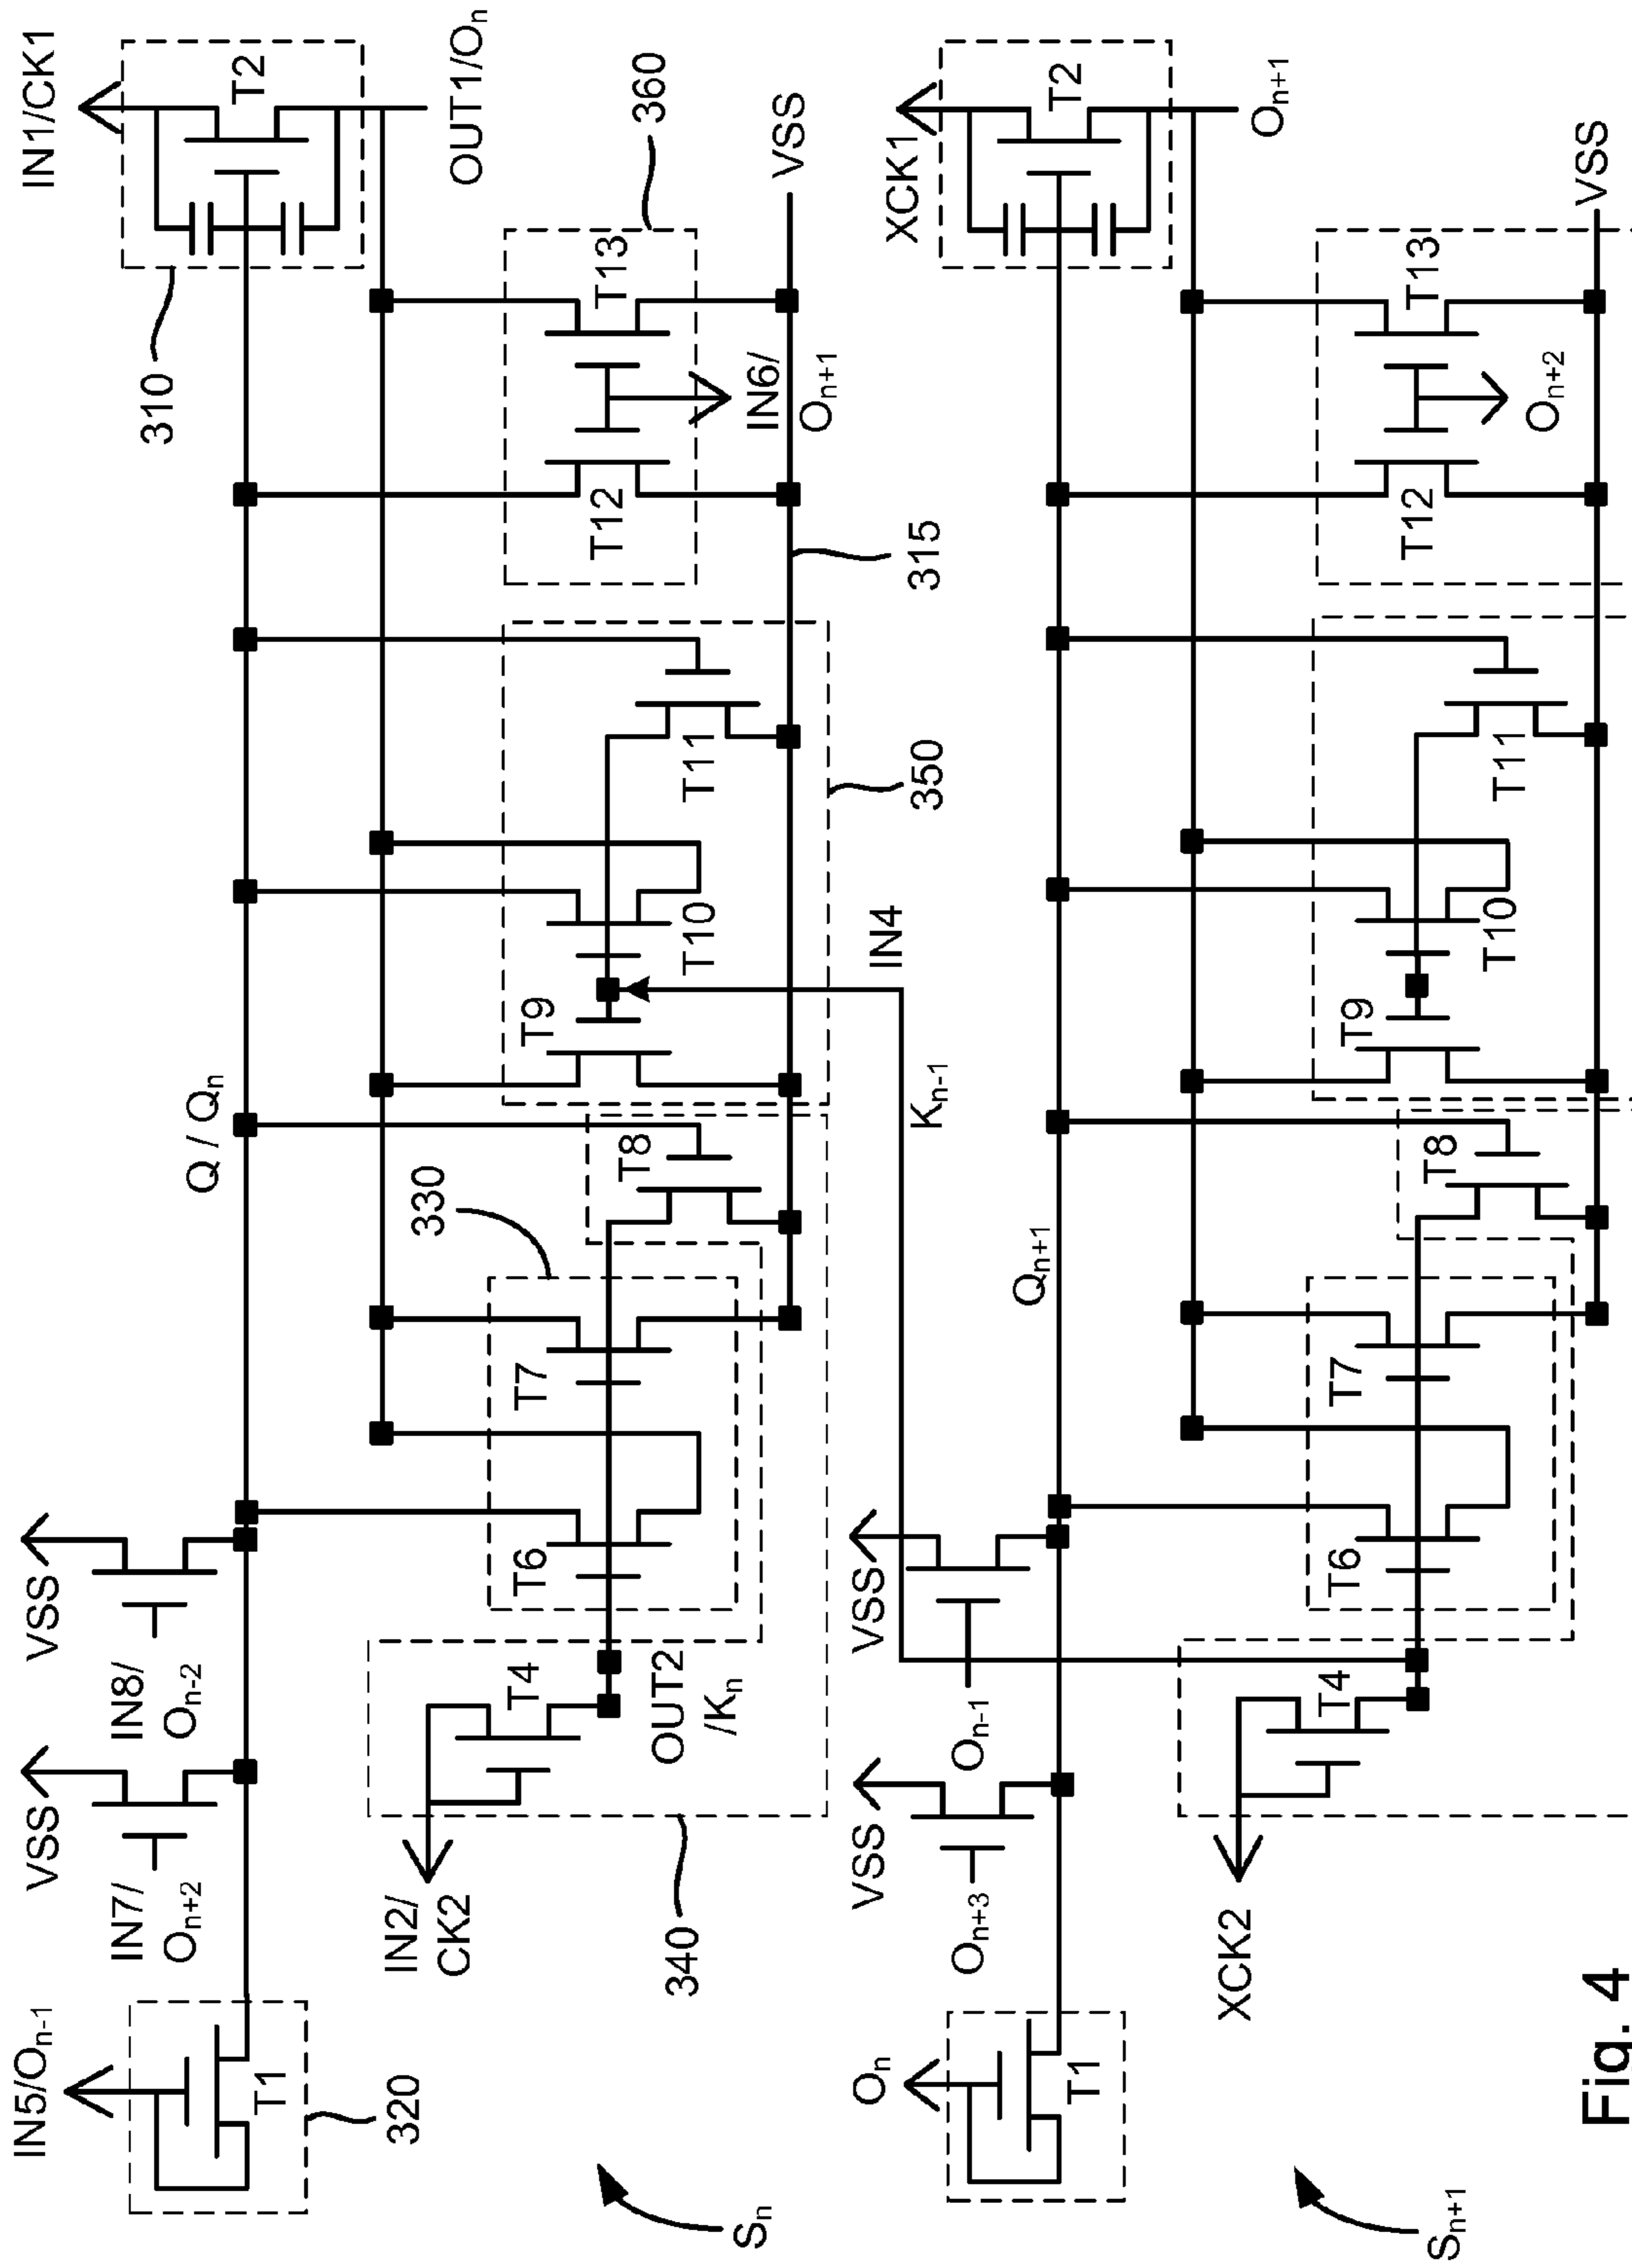 IN5/On-1
T1
320
IN7/
On+2
VSS
IN8/
On-2
VSS
Q / Qn
IN1/CK1
T2
310
OUT1/On
IN2/
CK2
T4
340
OUT2
/Kn
T6
T7
330
T8
T9
T10
T11
350
IN4
Kn-1
T12
T13
360
IN6/
On+1
315
VSS
Sn
On
T1
On+3
VSS
On-1
VSS
Qn+1
XCK1
T2
On+1
XCK2
T4
T6
T7
T8
T9
T10
T11
T12
T13
On+2
VSS
Sn+1
Fig. 4